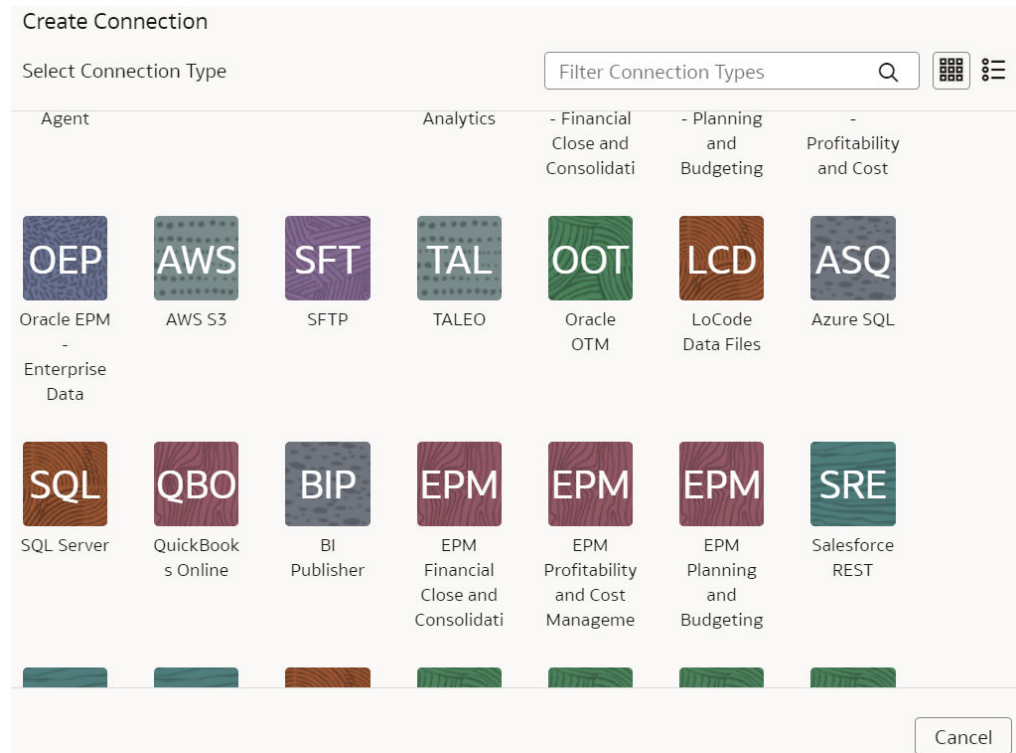 Create Connection
Select Connection Type
Filter Connection Types
Agent
Analytics
- Financial
Close and
Consolidati
- Planning
and
Budgeting
-
Profitability
and Cost
OEP
AWS
SFT
TAL
OOT
LCD
ASQ
Oracle EPM
-
Enterprise
Data
AWS S3
SFTP
TALEO
Oracle
OTM
LoCode
Data Files
Azure SQL
SQL
QBO
BIP
EPM
EPM
EPM
SRE
SQL Server
QuickBook
s Online
BI
Publisher
EPM
Financial
Close and
Consolidati
EPM
Profitability
and Cost
Manageme
EPM
Planning
and
Budgeting
Salesforce
REST
Cancel